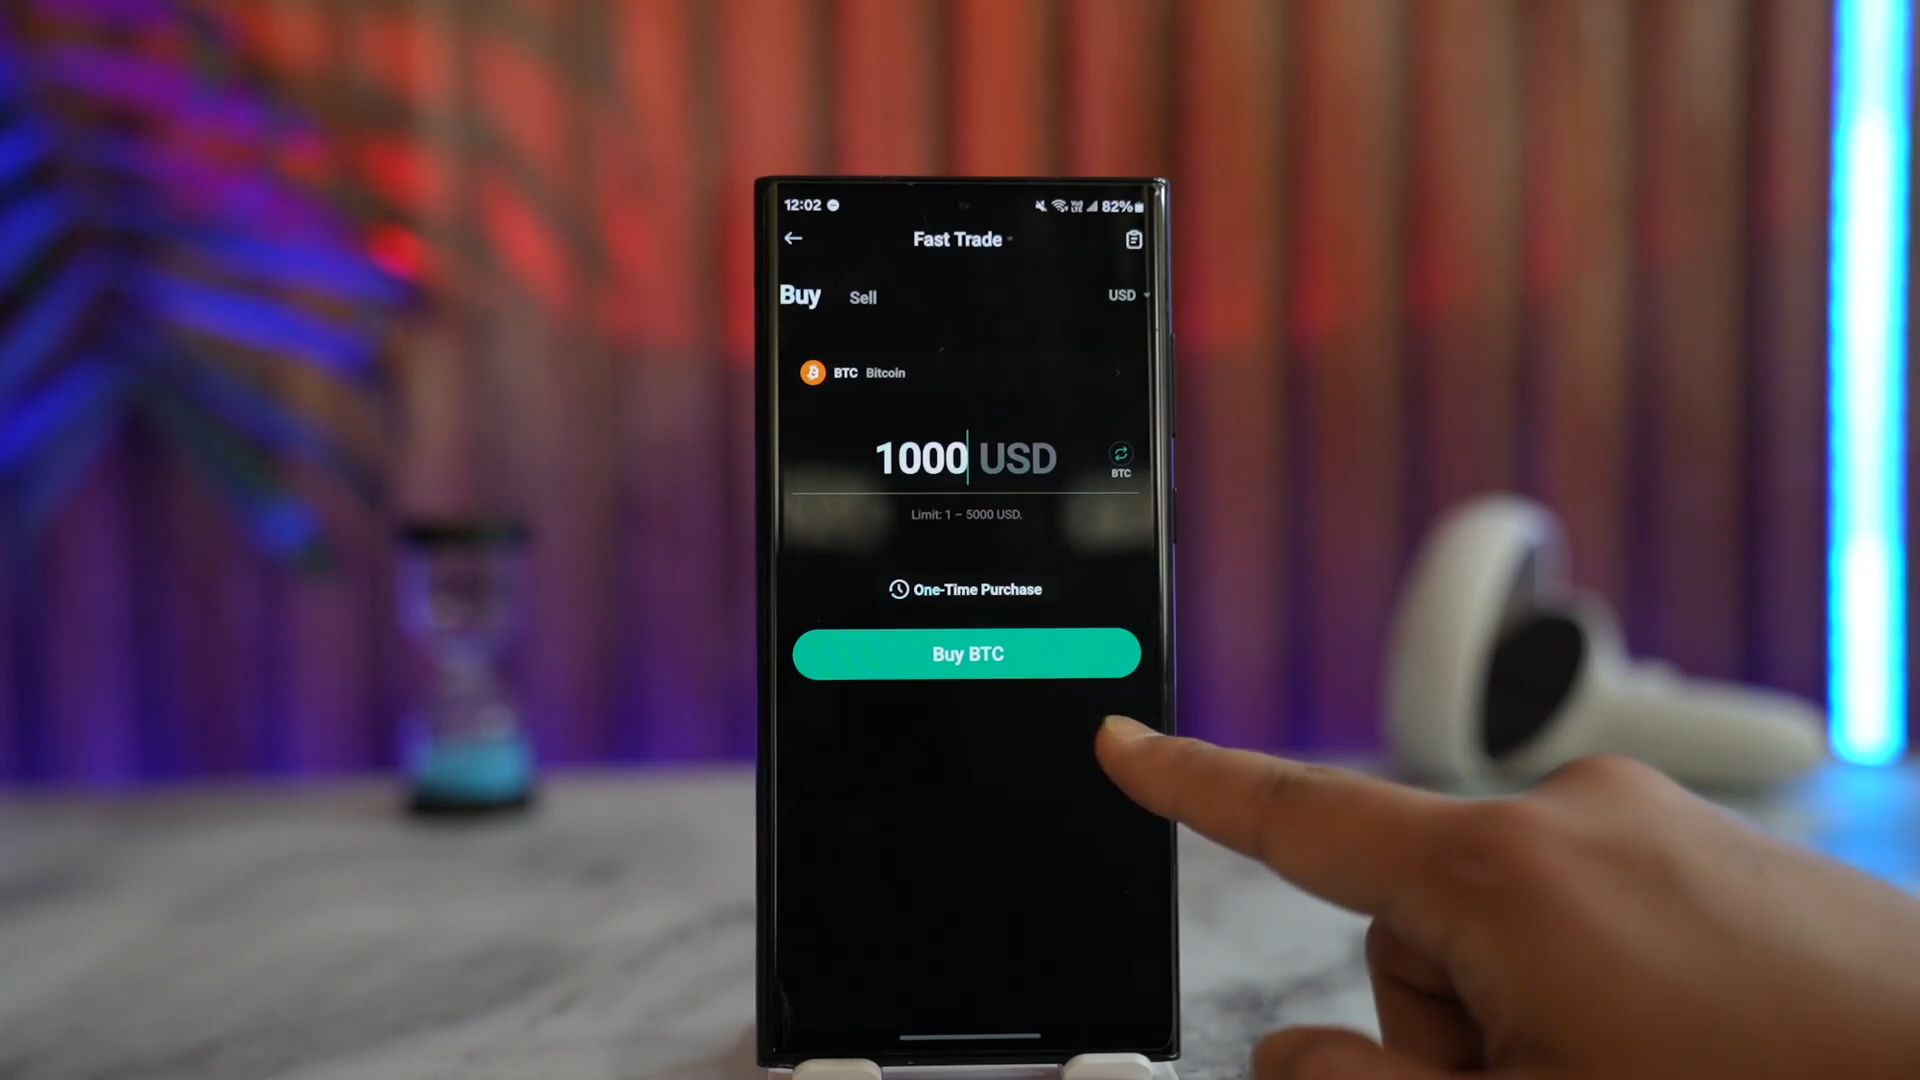 12:02 82%
Fast Trade
Buy Sell USD
BTC Bitcoin
1000 USD
BTC
Limit: 1 – 5000 USD.
One-Time Purchase
Buy BTC